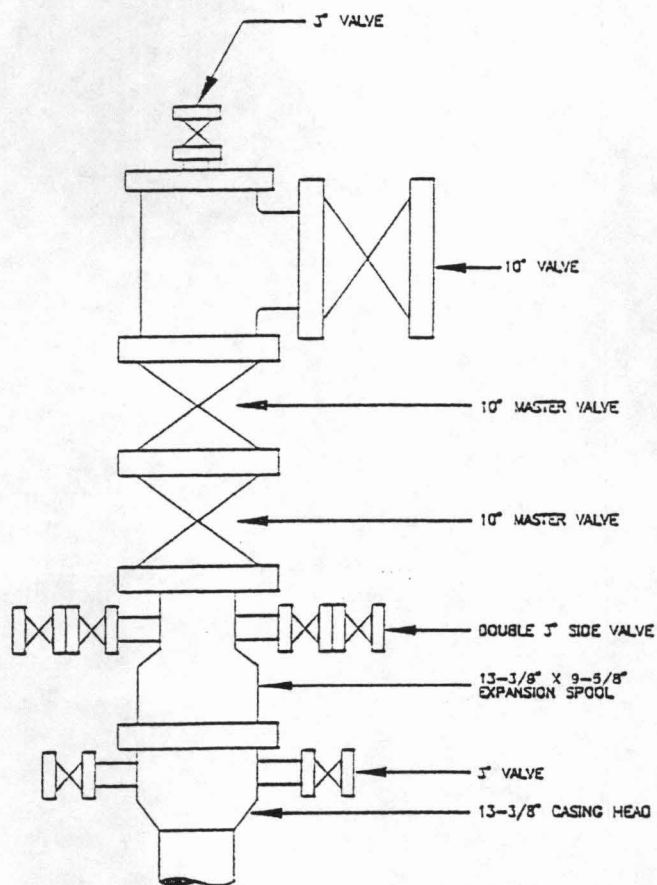 3" VALVE
10" VALVE
10" MASTER VALVE
10" MASTER VALVE
DOUBLE 3" SIDE VALVE
13-3/8" X 9-5/8"
EXPANSION SPOOL
3" VALVE
13-3/8" CASING HEAD